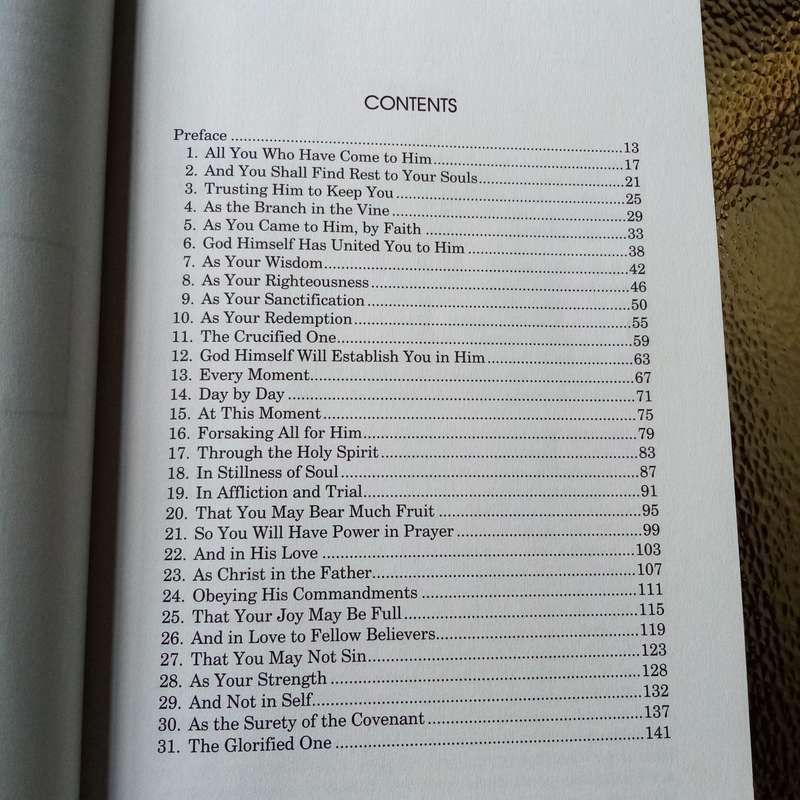 CONTENTS
Preface ........................................ 13
1. All You Who Have Come to Him ........................................ 17
2. And You Shall Find Rest to Your Souls ........................................ 21
3. Trusting Him to Keep You ........................................ 25
4. As the Branch in the Vine ........................................ 29
5. As You Came to Him, by Faith ........................................ 33
6. God Himself Has United You to Him ........................................ 38
7. As Your Wisdom ........................................ 42
8. As Your Righteousness ........................................ 46
9. As Your Sanctification ........................................ 50
10. As Your Redemption ........................................ 55
11. The Crucified One ........................................ 59
12. God Himself Will Establish You in Him ........................................ 63
13. Every Moment ........................................ 67
14. Day by Day ........................................ 71
15. At This Moment ........................................ 75
16. Forsaking All for Him ........................................ 79
17. Through the Holy Spirit ........................................ 83
18. In Stillness of Soul ........................................ 87
19. In Affliction and Trial ........................................ 91
20. That You May Bear Much Fruit ........................................ 95
21. So You Will Have Power in Prayer ........................................ 99
22. And in His Love ........................................ 103
23. As Christ in the Father ........................................ 107
24. Obeying His Commandments ........................................ 111
25. That Your Joy May Be Full ........................................ 115
26. And in Love to Fellow Believers ........................................ 119
27. That You May Not Sin ........................................ 123
28. As Your Strength ........................................ 128
29. And Not in Self ........................................ 132
30. As the Surety of the Covenant ........................................ 137
31. The Glorified One ........................................ 141